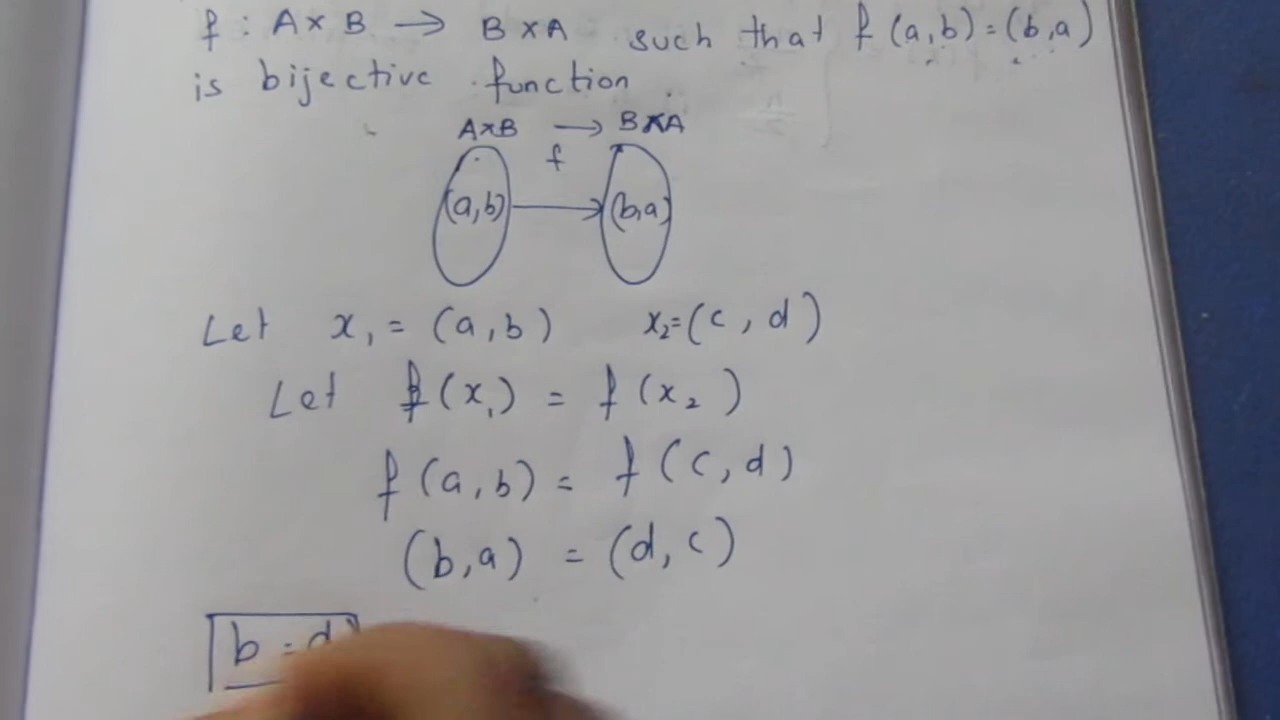 f : A × B → B × A such that f (a,b) = (b,a)
is bijective function
A×B → B×A
f
(a,b) (b,a)
Let x₁ = (a,b) x₂=(c,d)
Let f(x₁) = f(x₂)
f(a,b) = f(c,d)
(b,a) = (d,c)
b = d